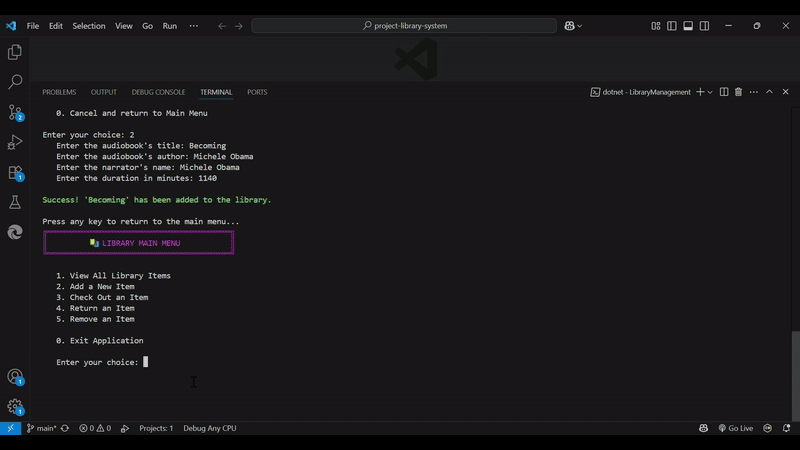 File Edit Selection View Go Run ...
project-library-system
PROBLEMS OUTPUT DEBUG CONSOLE TERMINAL PORTS
dotnet - LibraryManagement
0. Cancel and return to Main Menu
Enter your choice: 2
Enter the audiobook's title: Becoming
Enter the audiobook's author: Michele Obama
Enter the narrator's name: Michele Obama
Enter the duration in minutes: 1140
Success! 'Becoming' has been added to the library.
Press any key to return to the main menu...
LIBRARY MAIN MENU
1. View All Library Items
2. Add a New Item
3. Check Out an Item
4. Return an Item
5. Remove an Item
0. Exit Application
Enter your choice:
2
1
1
1
main* 0 0 Projects: 1 Debug Any CPU Go Live